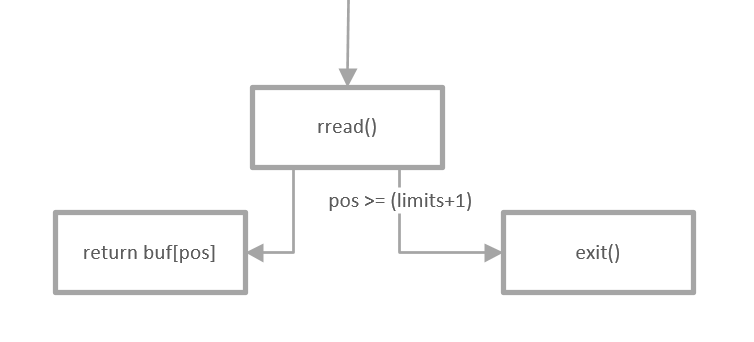 rread()
pos >= (limits+1)
return buf[pos]
exit()